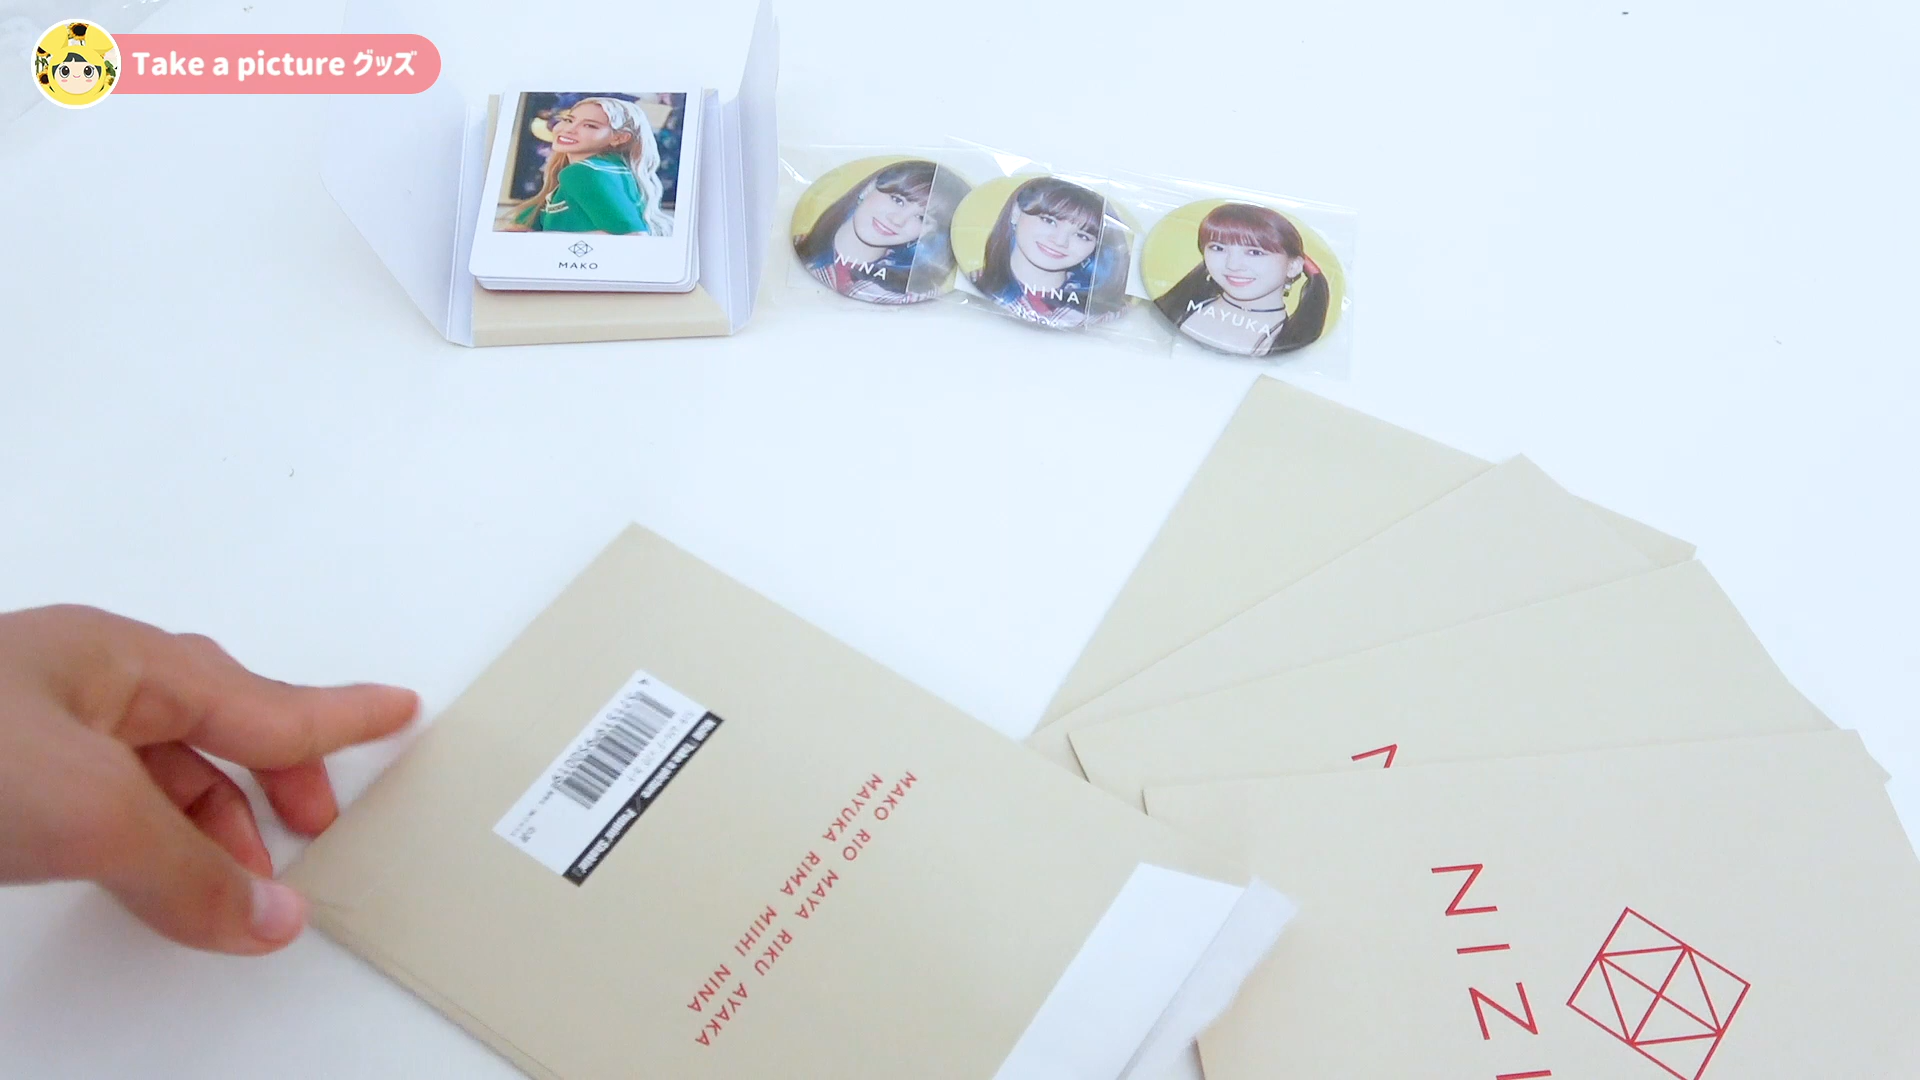 Take a picture グッズ
MAKO
NINA
NINA
MAYUKA
MAKO RIO MAYA RIKU AYAKA
MAYUKA RIMA MIIHI NINA
NIZI